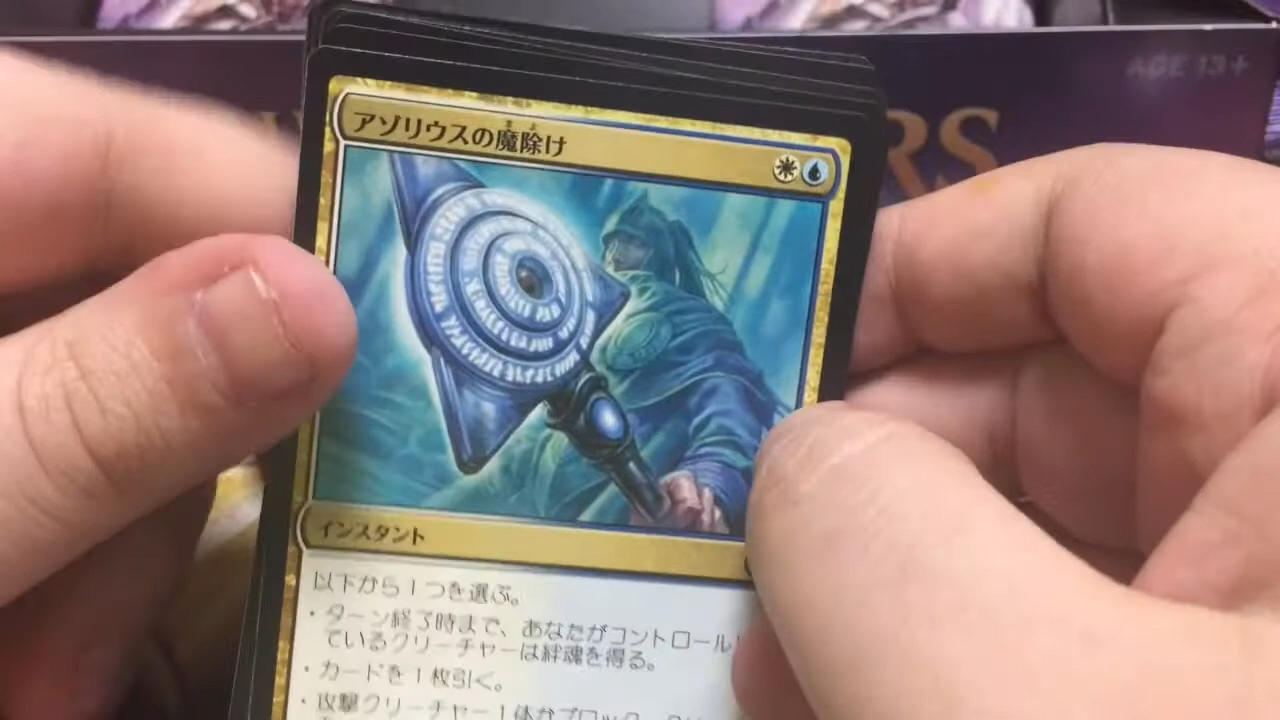 AGE 13+
RS
まよ
アゾリウスの魔除け
インスタント
以下から1つを選ぶ。
・ターン終了時まで、あなたがコントロールし
ているクリーチャーは絆魂を得る。
・カードを1枚引く。
・攻撃クリーチャー1体かブロック